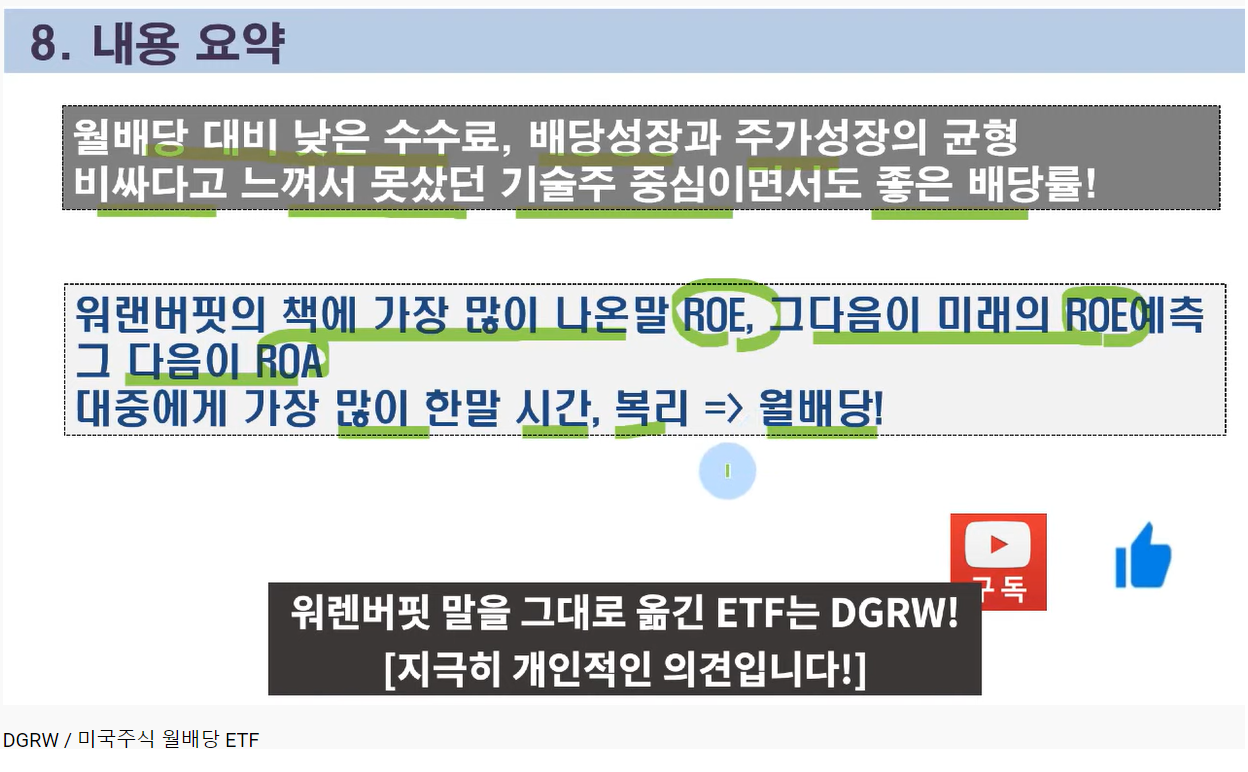 8. 내용 요약
월배당 대비 낮은 수수료, 배당성장과 주가성장의 균형
비싸다고 느껴서 못샀던 기술주 중심이면서도 좋은 배당률!
워랜버핏의 책에 가장 많이 나온말 ROE, 그다음이 미래의 ROE예측
그 다음이 ROA
대중에게 가장 많이 한말 시간, 복리 => 월배당!
구독
워렌버핏 말을 그대로 옮긴 ETF는 DGRW!
[지극히 개인적인 의견입니다!]
DGRW / 미국주식 월배당 ETF